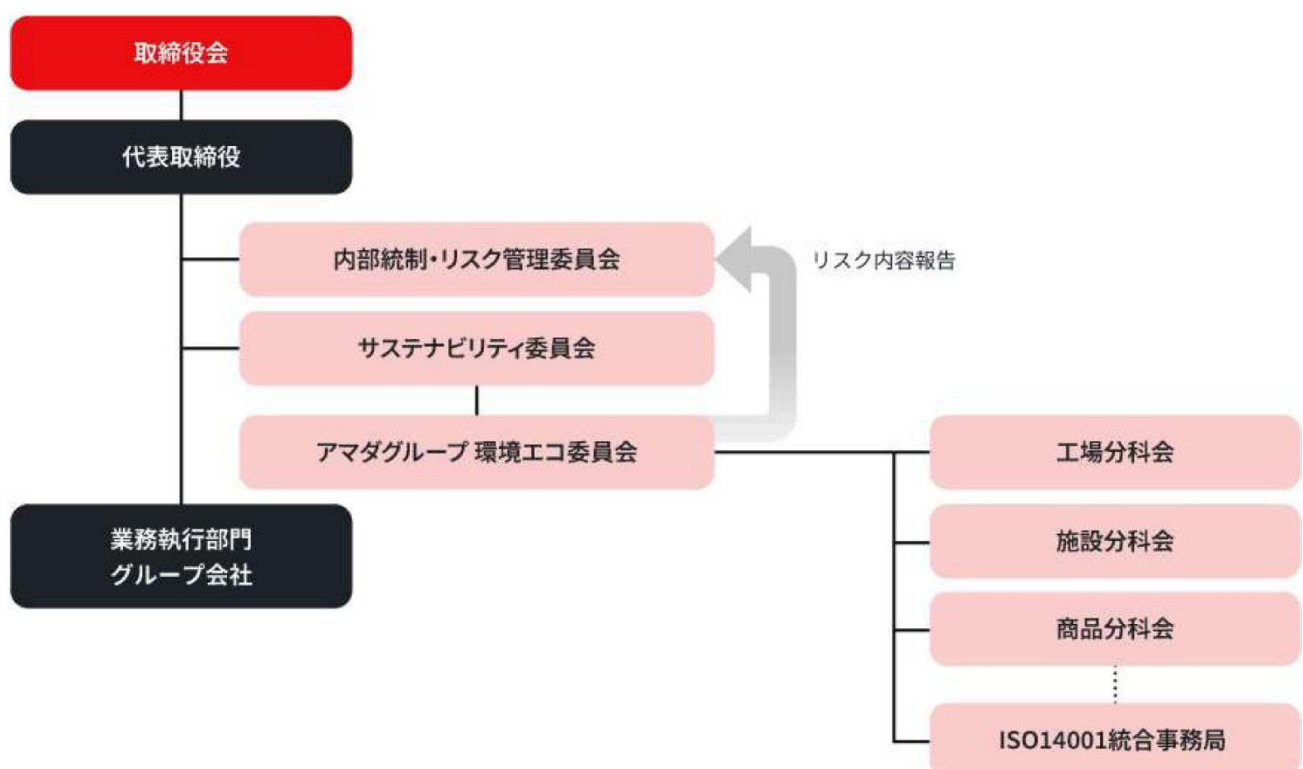 取締役会
代表取締役
内部統制・リスク管理委員会
リスク内容報告
サステナビリティ委員会
アマダグループ 環境エコ委員会
工場分科会
業務執行部門
グループ会社
施設分科会
商品分科会
ISO14001統合事務局